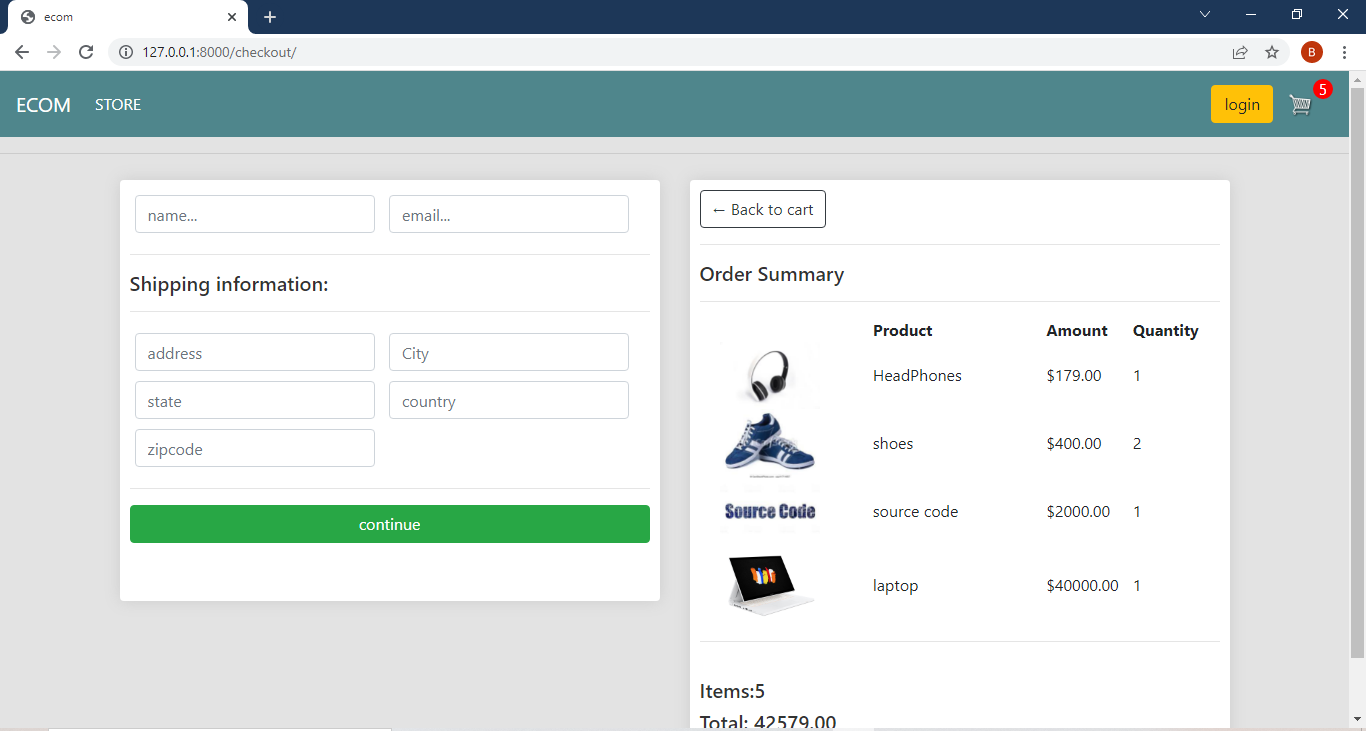 ecom
127.0.0.1:8000/checkout/
B
ECOM STORE login 5
name... email...
Shipping information:
address City
state country
zipcode
continue
← Back to cart
Order Summary
Product Amount Quantity
HeadPhones $179.00 1
shoes $400.00 2
Source Code source code $2000.00 1
laptop $40000.00 1
Items:5
Total: 42579.00